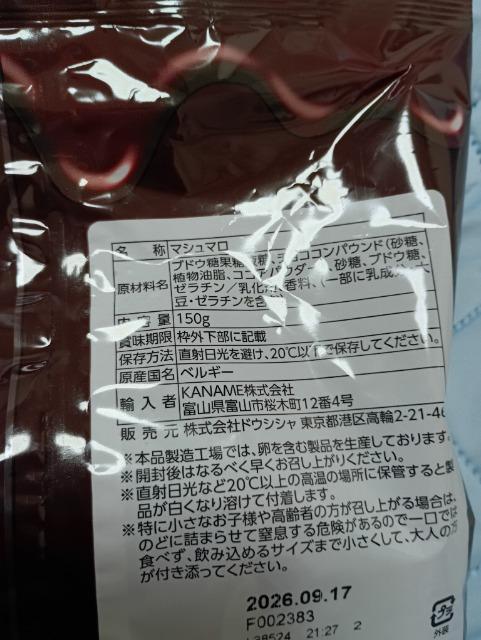 名 称 マシュマロ
ブドウ糖果糖液糖、チョココンパウンド(砂糖、
原材料名 植物油脂、ココアパウダー)、砂糖、ブドウ糖、
ゼラチン/乳化剤、香料、(一部に乳成分・大
豆・ゼラチンを含む)
内 容 量 150g
賞味期限 枠外下部に記載
保存方法 直射日光を避け、20℃以下で保存してください。
原産国名 ベルギー
輸 入 者 KANAME株式会社
富山県富山市桜木町12番4号
販 売 元 株式会社ドウシシャ 東京都港区高輪2-21-4
※本品製造工場では、卵を含む製品を生産しております。
※開封後はなるべく早くお召し上がりください。
※直射日光など20℃以上の高温の場所に保管すると製
品が白くなり溶けて付着します。
※特に小さなお子様や高齢者の方が召し上がる場合は、
のどに詰まらせて窒息する危険があるので一口では
食べず、飲み込めるサイズまで小さくして、大人の方
が付き添ってください。
2026.09.17
F002383
L38524 21:27 2
プラ
外装